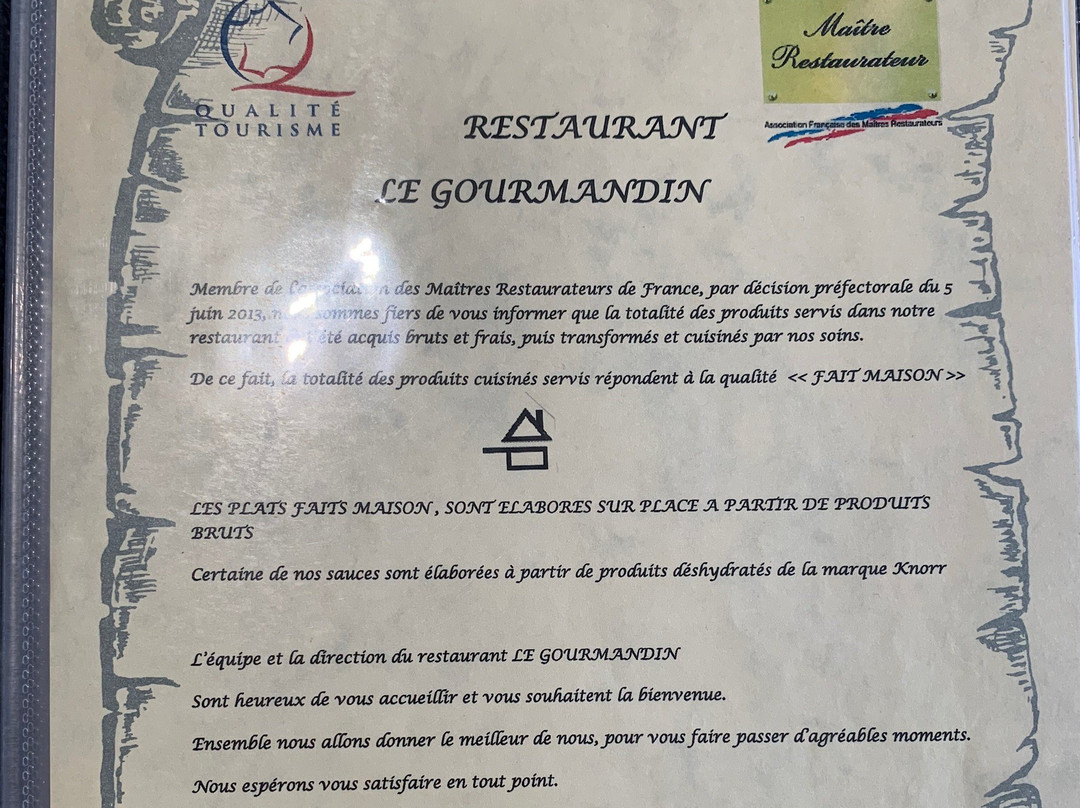 Maître
Restaurateur
QUALITÉ
TOURISME
Association Française des Maîtres Restaurateurs
RESTAURANT
LE GOURMANDIN
Membre de des Maîtres Restaurateurs de France, par décision préfectorale du 5
juin 2013, sommes fiers de vous informer que la totalité des produits servis dans notre
restaurant été acquis bruts et frais, puis transformés et cuisinés par nos soins.
De ce fait, la totalité des produits cuisinés servis répondent à la qualité << FAIT MAISON >>
LES PLATS FAITS MAISON, SONT ELABORES SUR PLACE A PARTIR DE PRODUITS
BRUTS
Certaine de nos sauces sont élaborées à partir de produits déshydratés de la marque Knorr
L'équipe et la direction du restaurant LE GOURMANDIN
Sont heureux de vous accueillir et vous souhaitent la bienvenue.
Ensemble nous allons donner le meilleur de nous, pour vous faire passer d'agréables moments.
Nous espérons vous satisfaire en tout point.